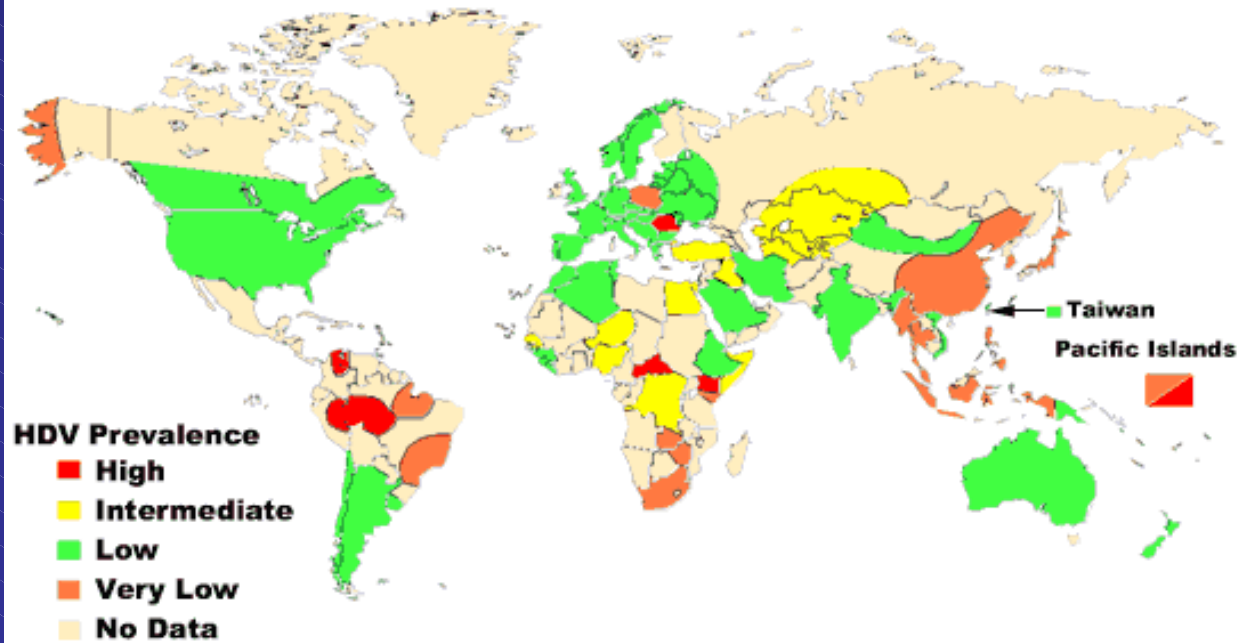 Taiwan
Pacific Islands
HDV Prevalence
High
Intermediate
Low
Very Low
No Data